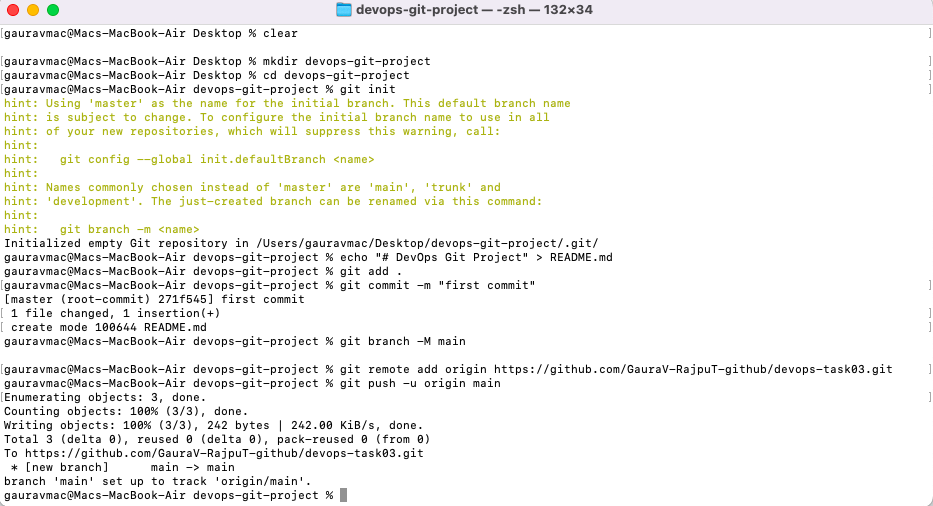 devops-git-project — -zsh — 132×34
[gauravmac@Macs-MacBook-Air Desktop % clear ]
[gauravmac@Macs-MacBook-Air Desktop % mkdir devops-git-project ]
[gauravmac@Macs-MacBook-Air Desktop % cd devops-git-project ]
[gauravmac@Macs-MacBook-Air devops-git-project % git init ]
hint: Using 'master' as the name for the initial branch. This default branch name
hint: is subject to change. To configure the initial branch name to use in all
hint: of your new repositories, which will suppress this warning, call:
hint:
hint:   git config --global init.defaultBranch <name>
hint:
hint: Names commonly chosen instead of 'master' are 'main', 'trunk' and
hint: 'development'. The just-created branch can be renamed via this command:
hint:
hint:   git branch -m <name>
Initialized empty Git repository in /Users/gauravmac/Desktop/devops-git-project/.git/
gauravmac@Macs-MacBook-Air devops-git-project % echo "# DevOps Git Project" > README.md
gauravmac@Macs-MacBook-Air devops-git-project % git add .
[gauravmac@Macs-MacBook-Air devops-git-project % git commit -m "first commit" ]
[master (root-commit) 271f545] first commit
[ 1 file changed, 1 insertion(+) ]
[ create mode 100644 README.md ]
gauravmac@Macs-MacBook-Air devops-git-project % git branch -M main
[gauravmac@Macs-MacBook-Air devops-git-project % git remote add origin https://github.com/GauraV-RajpuT-github/devops-task03.git ]
gauravmac@Macs-MacBook-Air devops-git-project % git push -u origin main
[Enumerating objects: 3, done. ]
Counting objects: 100% (3/3), done.
Writing objects: 100% (3/3), 242 bytes | 242.00 KiB/s, done.
Total 3 (delta 0), reused 0 (delta 0), pack-reused 0 (from 0)
To https://github.com/GauraV-RajpuT-github/devops-task03.git
 * [new branch]      main -> main
branch 'main' set up to track 'origin/main'.
gauravmac@Macs-MacBook-Air devops-git-project %